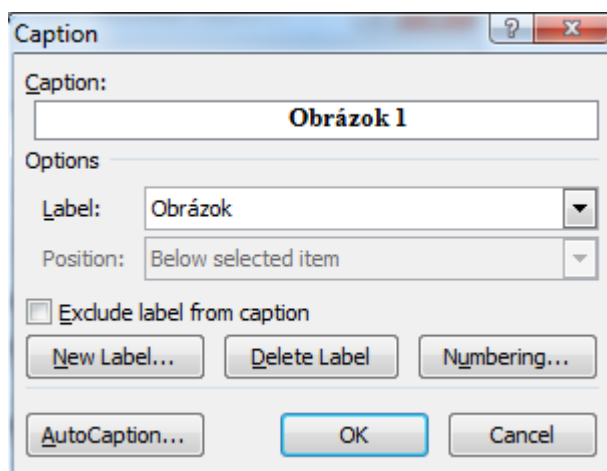 Caption
Caption:
Obrázok 1
Options
Label: Obrázok
Position: Below selected item
Exclude label from caption
New Label... Delete Label Numbering...
AutoCaption... OK Cancel